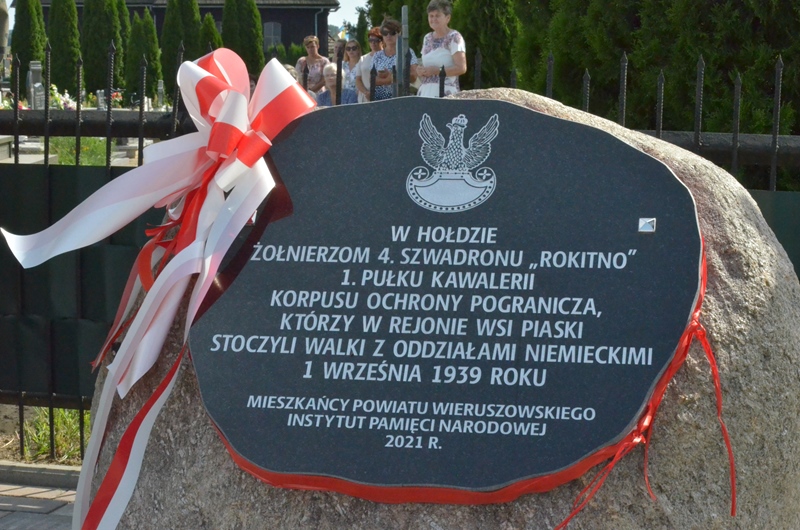 W HOŁDZIE
ŻOŁNIERZOM 4. SZWADRONU „ROKITNO”
1. PUŁKU KAWALERII
KORPUSU OCHRONY POGRANICZA,
KTÓRZY W REJONIE WSI PIASKI
STOCZYLI WALKI Z ODDZIAŁAMI NIEMIECKIMI
1 WRZEŚNIA 1939 ROKU
MIESZKAŃCY POWIATU WIERUSZOWSKIEGO
INSTYTUT PAMIĘCI NARODOWEJ
2021 R.